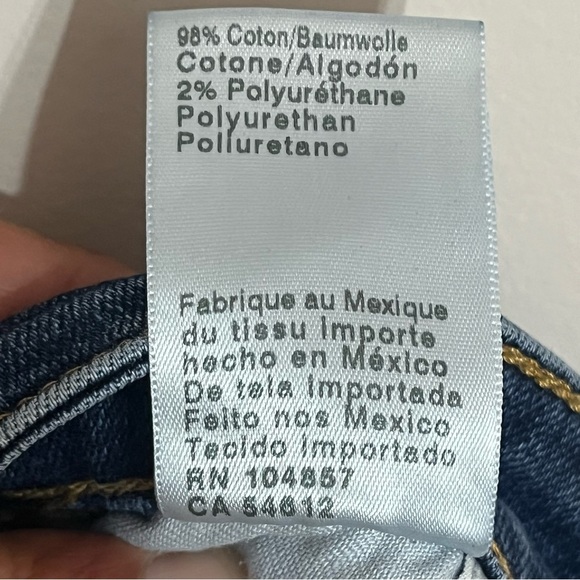 98% Coton/Baumwolle
Cotone/Algodón
2% Polyuréthane
Polyurethan
Poliuretano
Fabrique au Mexique
du tissu Importe
hecho en México
De tela Importada
Feito nos Mexico
Tecido Importado
RN 104857
CA 54612